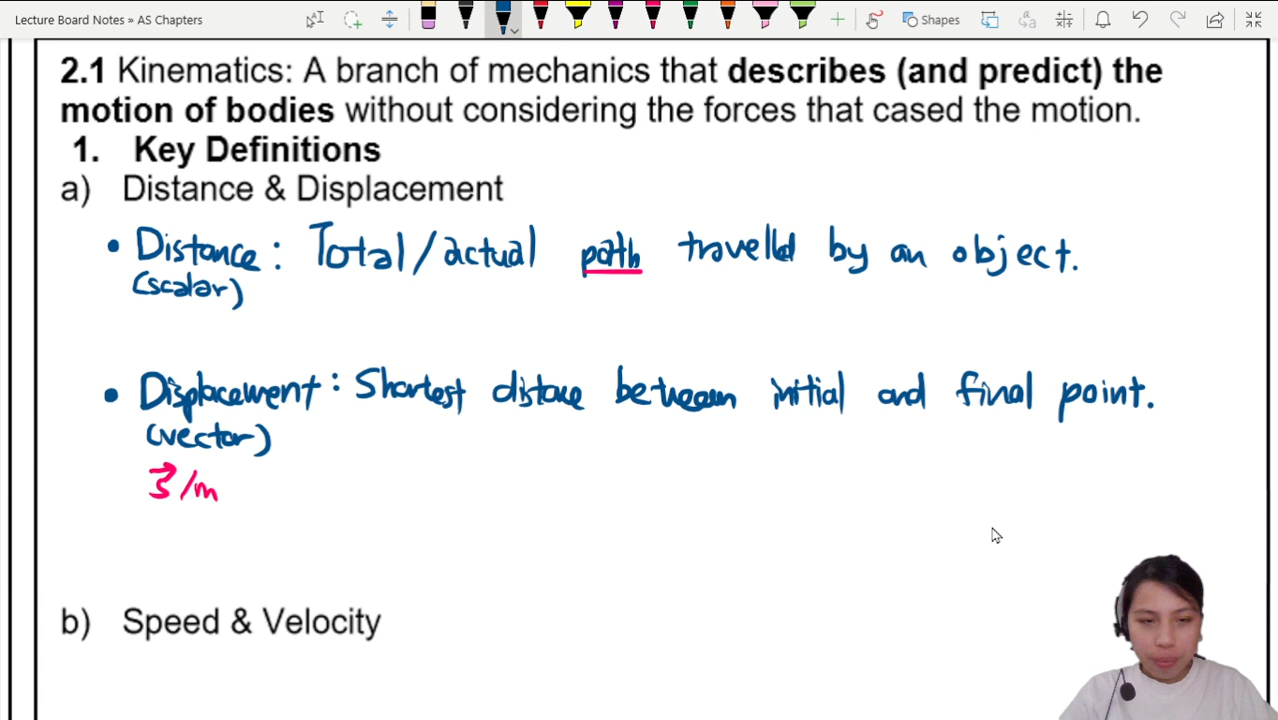 Lecture Board Notes » AS Chapters
Shapes
2.1 Kinematics: A branch of mechanics that describes (and predict) the
motion of bodies without considering the forces that cased the motion.
1. Key Definitions
a) Distance & Displacement
• Distance : Total/actual path travelled by an object.
(scalar)
• Displacement : Shortest distance between initial and final point.
(vector)
s⃗/m
b) Speed & Velocity